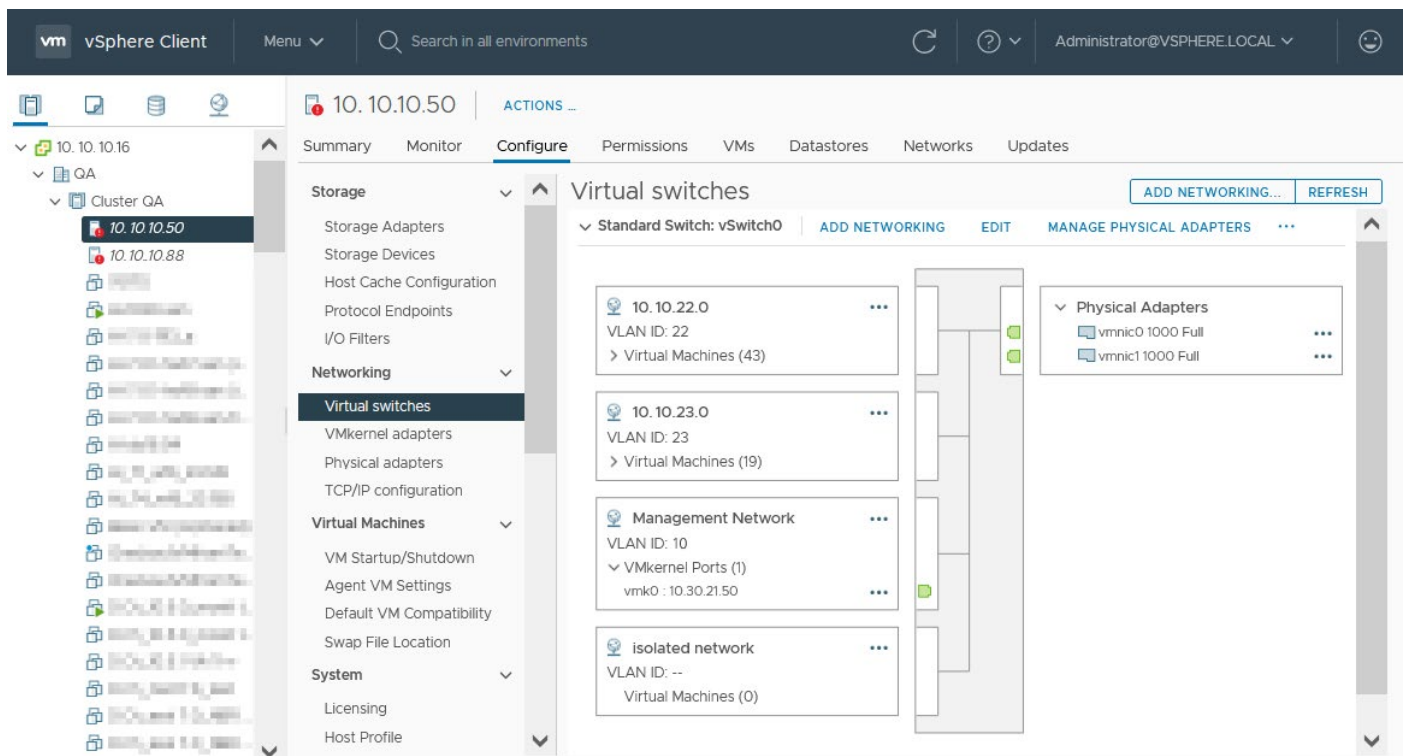 vm vSphere Client Menu Search in all environments Administrator@VSPHERE.LOCAL
10. 10.10.50 ACTIONS ...
Summary Monitor Configure Permissions VMs Datastores Networks Updates
10. 10. 10.16
QA
Cluster QA
10. 10.10.50
10. 10..10.88
Storage
Storage Adapters
Storage Devices
Host Cache Configuration
Protocol Endpoints
I/O Filters
Networking
Virtual switches
VMkernel adapters
Physical adapters
TCP/IP configuration
Virtual Machines
VM Startup/Shutdown
Agent VM Settings
Default VM Compatibility
Swap File Location
System
Licensing
Host Profile
Virtual switches ADD NETWORKING... REFRESH
Standard Switch: vSwitch0 ADD NETWORKING EDIT MANAGE PHYSICAL ADAPTERS ...
10. 10.22.0 ...
VLAN ID: 22
Virtual Machines (43)
10. 10.23.0 ...
VLAN ID: 23
Virtual Machines (19)
Management Network ...
VLAN ID: 10
VMkernel Ports (1)
vmk0 : 10.30.21.50 ...
isolated network ...
VLAN ID: --
Virtual Machines (0)
Physical Adapters
vmnic0 1000 Full ...
vmnic1 1000 Full ...